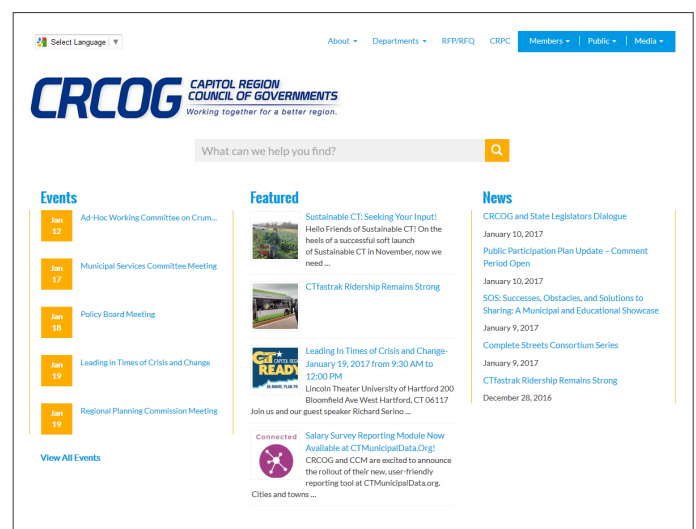 Select Language ▼
About
Departments
RFP/RFQ
CRPC
Members
Public
Media
CRCOG
CAPITOL REGION
COUNCIL OF GOVERNMENTS
Working together for a better region.
What can we help you find?
Events
Jan
12
Ad-Hoc Working Committee on Crum...
Jan
17
Municipal Services Committee Meeting
Jan
18
Policy Board Meeting
Jan
19
Leading in Times of Crisis and Change
Jan
19
Regional Planning Commission Meeting
View All Events
Featured
Sustainable CT: Seeking Your Input!
Hello Friends of Sustainable CT! On the
heels of a successful soft launch
of Sustainable CT in November, now we
need ...
CTfastrak Ridership Remains Strong
CT
CAPITOL REGION
READY
Leading In Times of Crisis and Change-
January 19, 2017 from 9:30 AM to
12:00 PM
Lincoln Theater University of Hartford 200
Bloomfield Ave West Hartford, CT 06117
Join us and our guest speaker Richard Serino ...
Connected
Salary Survey Reporting Module Now
Available at CTMunicipalData.Org!
CRCOG and CCM are excited to announce
the rollout of their new, user-friendly
reporting tool at CTMunicipalData.org.
Cities and towns ...
News
CRCOG and State Legislators Dialogue
January 10, 2017
Public Participation Plan Update – Comment
Period Open
January 10, 2017
SOS: Successes, Obstacles, and Solutions to
Sharing: A Municipal and Educational Showcase
January 9, 2017
Complete Streets Consortium Series
January 9, 2017
CTfastrak Ridership Remains Strong
December 28, 2016